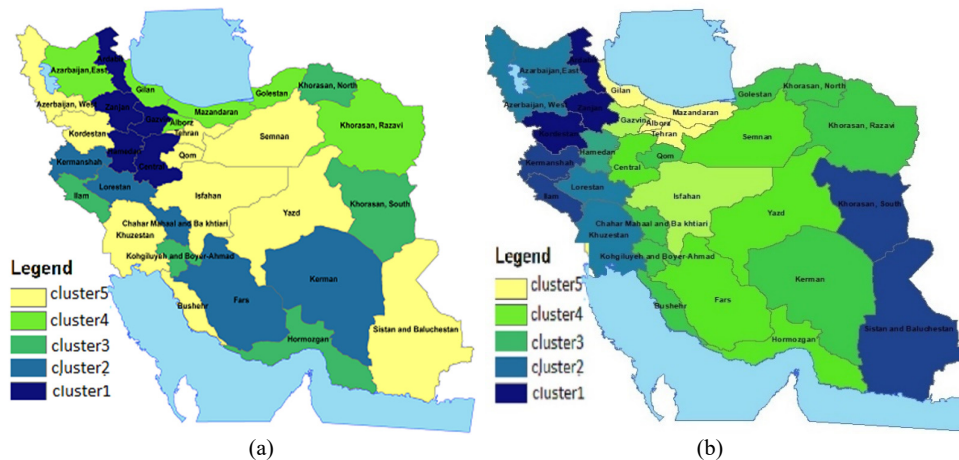 Ardabil
Azarbaijan,East
Gilan
Golestan
Khorasan, North
Azerbaijan, West
Zanjan
Mazandaran
Gazvin
Alborz
Tehran
Khorasan, Razavi
Kordestan
Semnan
Hamedan
Qom
Kermanshah
Central
Lorestan
Isfahan
Ilam
Khorasan, South
Yazd
Chahar Mahaal and Ba khtiari
Khuzestan
Kohgiluyeh and Boyer-Ahmad
Kerman
Fars
Bushehr
Sistan and Baluchestan
Hormozgan
Legend
cluster5
cluster4
cluster3
cluster2
cluster1
(a)
Ardabil
Azarbaijan,East
Gilan
Golestan
Khorasan, North
Azerbaijan, West
Zanjan
Mazandaran
Gazvin
Alborz
Tehran
Khorasan, Razavi
Kordestan
Semnan
Hamedan
Qom
Kermanshah
Central
Lorestan
Isfahan
Ilam
Khorasan, South
Yazd
Chahar Mahaal and Ba khtiari
Khuzestan
Kohgiluyeh and Boyer-Ahmad
Kerman
Fars
Bushehr
Sistan and Baluchestan
Hormozgan
Legend
cluster5
cluster4
cluster3
cluster2
cluster1
(b)